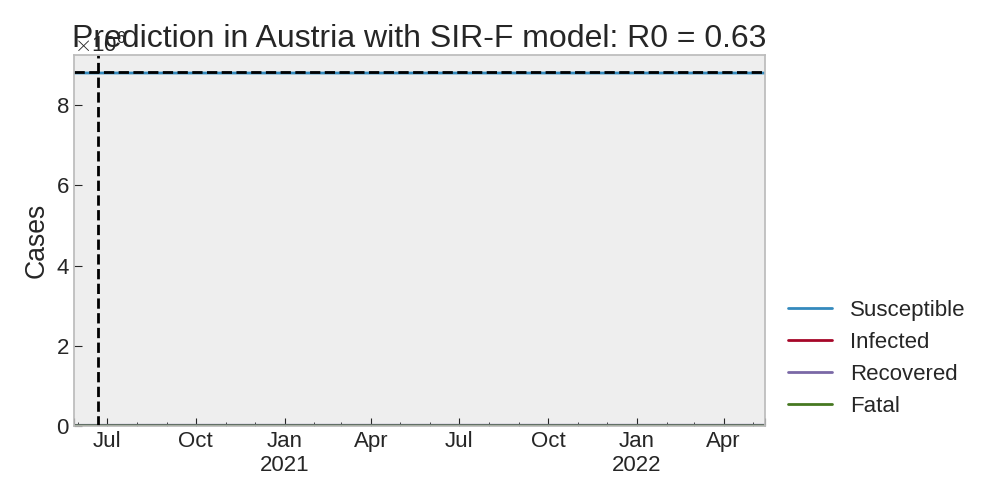 Prediction in Austria with SIR-F model: R0 = 0.63
×10⁶
Cases
8
6
4
2
0
Jul Oct Jan Apr Jul Oct Jan Apr
2021 2022
Susceptible
Infected
Recovered
Fatal